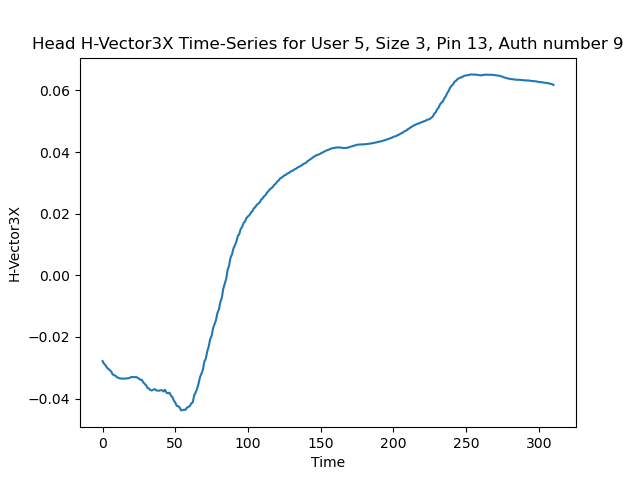 Head H-Vector3X Time-Series for User 5, Size 3, Pin 13, Auth number 9
H-Vector3X
0.06
0.04
0.02
0.00
−0.02
−0.04
0 50 100 150 200 250 300
Time